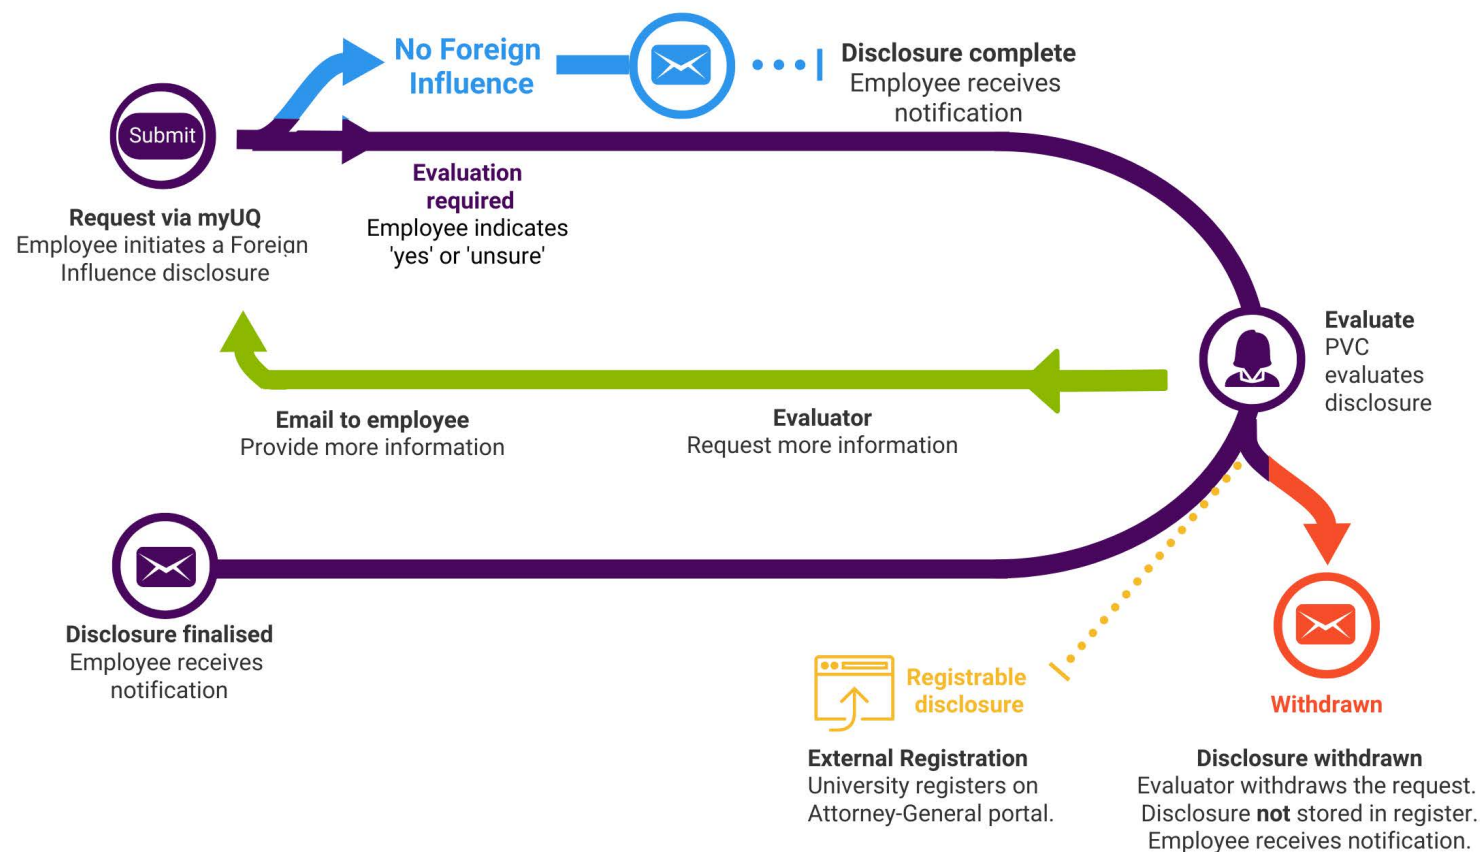 No Foreign
Influence
Disclosure complete
Employee receives
notification
Submit
Request via myUQ
Employee initiates a Foreign
Influence disclosure
Evaluation
required
Employee indicates
'yes' or 'unsure'
Evaluate
PVC
evaluates
disclosure
Email to employee
Provide more information
Evaluator
Request more information
Disclosure finalised
Employee receives
notification
Registrable
disclosure
External Registration
University registers on
Attorney-General portal.
Withdrawn
Disclosure withdrawn
Evaluator withdraws the request.
Disclosure not stored in register.
Employee receives notification.